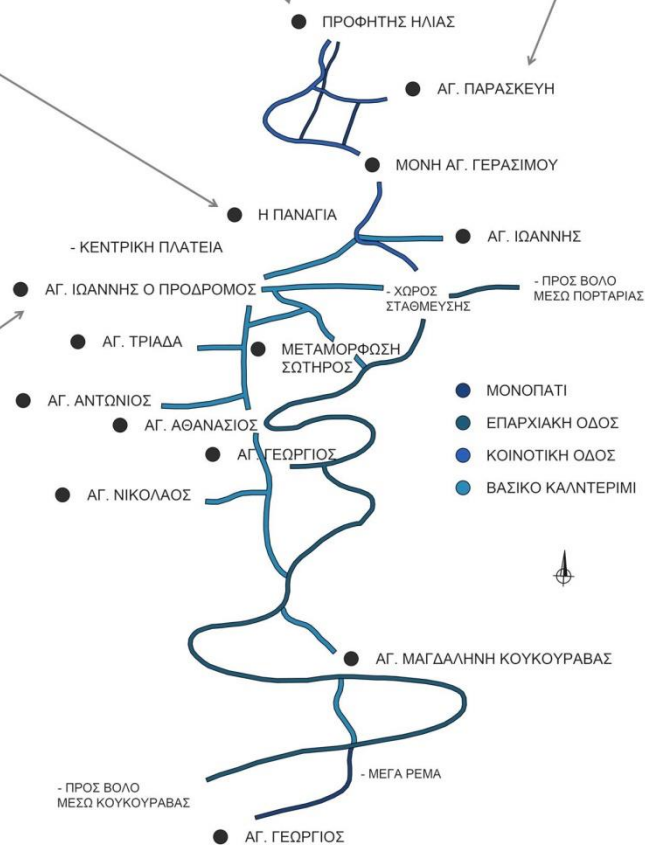 ΠΡΟΦΗΤΗΣ ΗΛΙΑΣ
ΑΓ. ΠΑΡΑΣΚΕΥΗ
ΜΟΝΗ ΑΓ. ΓΕΡΑΣΙΜΟΥ
Η ΠΑΝΑΓΙΑ
ΑΓ. ΙΩΑΝΝΗΣ
- ΚΕΝΤΡΙΚΗ ΠΛΑΤΕΙΑ
ΑΓ. ΙΩΑΝΝΗΣ Ο ΠΡΟΔΡΟΜΟΣ
- ΧΩΡΟΣ
ΣΤΑΘΜΕΥΣΗΣ
- ΠΡΟΣ ΒΟΛΟ
ΜΕΣΩ ΠΟΡΤΑΡΙΑΣ
ΑΓ. ΤΡΙΑΔΑ
ΜΕΤΑΜΟΡΦΩΣΗ
ΣΩΤΗΡΟΣ
ΑΓ. ΑΝΤΩΝΙΟΣ
ΑΓ. ΑΘΑΝΑΣΙΟΣ
ΑΓ. ΓΕΩΡΓΙΟΣ
ΑΓ. ΝΙΚΟΛΑΟΣ
ΜΟΝΟΠΑΤΙ
ΕΠΑΡΧΙΑΚΗ ΟΔΟΣ
ΚΟΙΝΟΤΙΚΗ ΟΔΟΣ
ΒΑΣΙΚΟ ΚΑΛΝΤΕΡΙΜΙ
ΑΓ. ΜΑΓΔΑΛΗΝΗ ΚΟΥΚΟΥΡΑΒΑΣ
- ΜΕΓΑ ΡΕΜΑ
- ΠΡΟΣ ΒΟΛΟ
ΜΕΣΩ ΚΟΥΚΟΥΡΑΒΑΣ
ΑΓ. ΓΕΩΡΓΙΟΣ